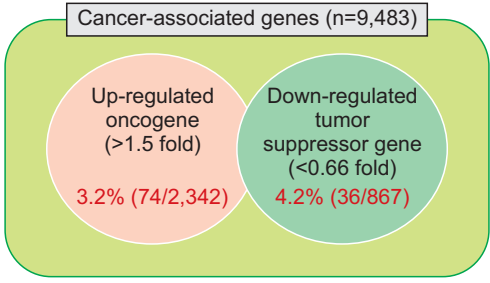 Cancer-associated genes (n=9,483)
Up-regulated
oncogene
(>1.5 fold)
3.2% (74/2,342)
Down-regulated
tumor
suppressor gene
(<0.66 fold)
4.2% (36/867)